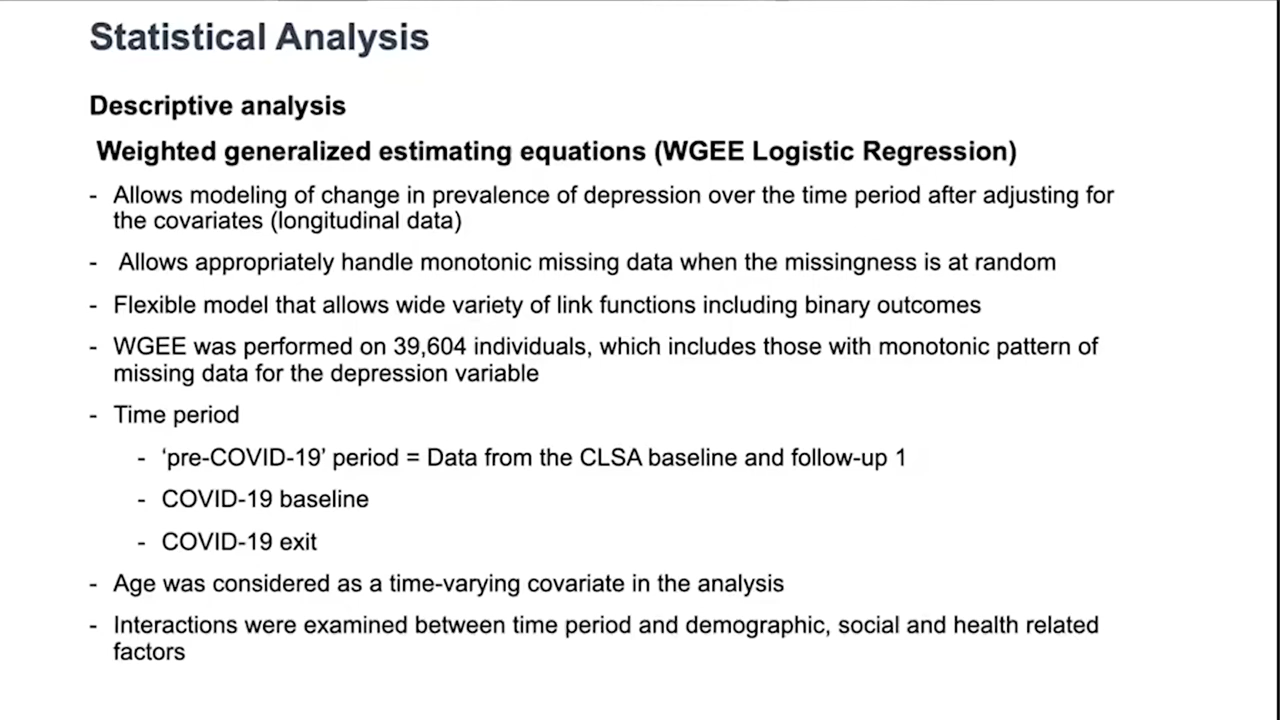 Statistical Analysis
Descriptive analysis
Weighted generalized estimating equations (WGEE Logistic Regression)
- Allows modeling of change in prevalence of depression over the time period after adjusting for
the covariates (longitudinal data)
- Allows appropriately handle monotonic missing data when the missingness is at random
- Flexible model that allows wide variety of link functions including binary outcomes
- WGEE was performed on 39,604 individuals, which includes those with monotonic pattern of
missing data for the depression variable
- Time period
- ‘pre-COVID-19’ period = Data from the CLSA baseline and follow-up 1
- COVID-19 baseline
- COVID-19 exit
- Age was considered as a time-varying covariate in the analysis
- Interactions were examined between time period and demographic, social and health related
factors